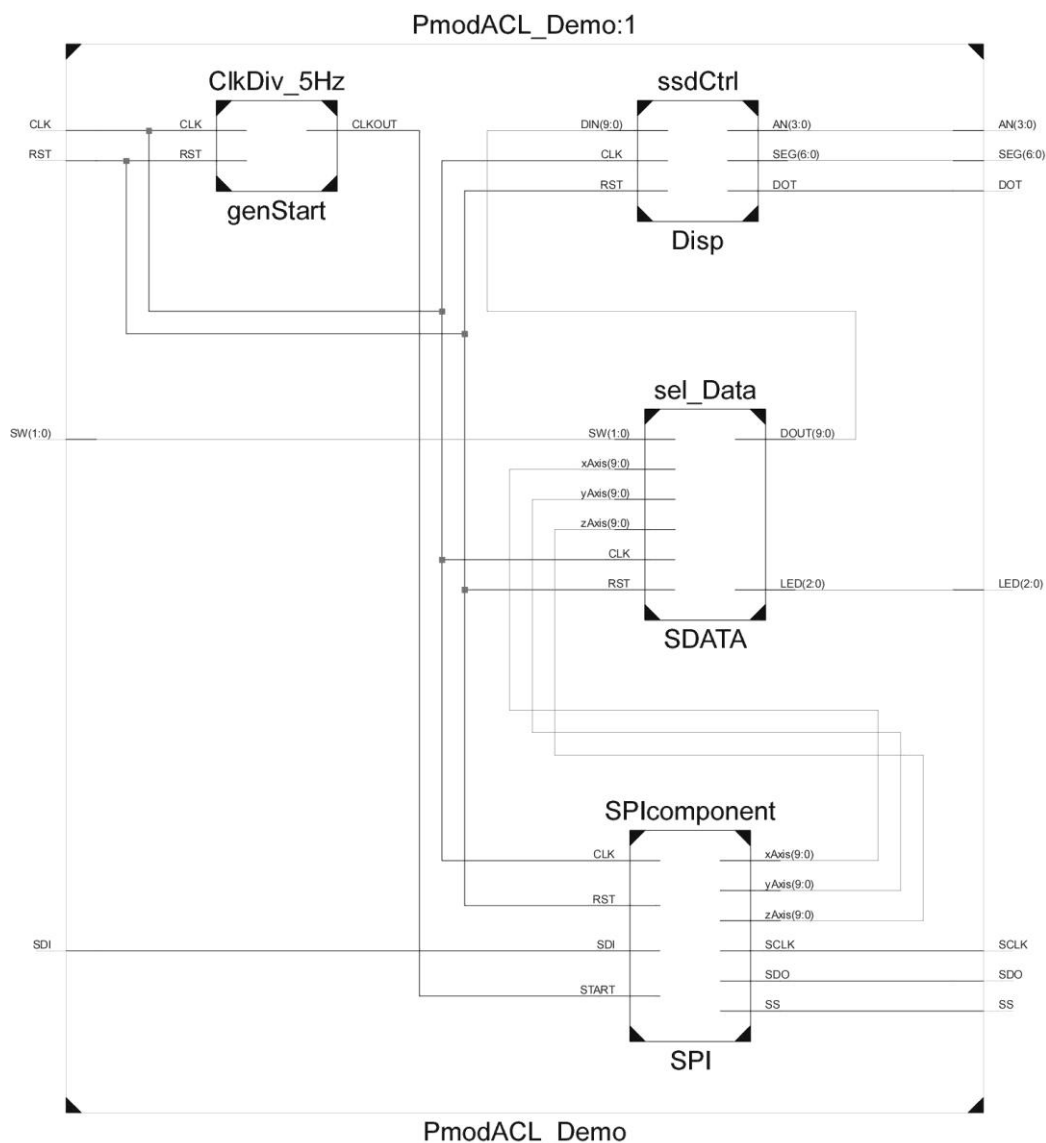 PmodACL_Demo:1
ClkDiv_5Hz
ssdCtrl
CLK
CLK
CLKOUT
DIN(9:0)
AN(3:0)
AN(3:0)
RST
RST
CLK
SEG(6:0)
SEG(6:0)
RST
DOT
DOT
genStart
Disp
sel_Data
SW(1:0)
SW(1:0)
DOUT(9:0)
xAxis(9:0)
yAxis(9:0)
zAxis(9:0)
CLK
RST
LED(2:0)
LED(2:0)
SDATA
SPIcomponent
CLK
xAxis(9:0)
yAxis(9:0)
RST
zAxis(9:0)
SDI
SDI
SCLK
SCLK
SDO
SDO
START
SS
SS
SPI
PmodACL_Demo